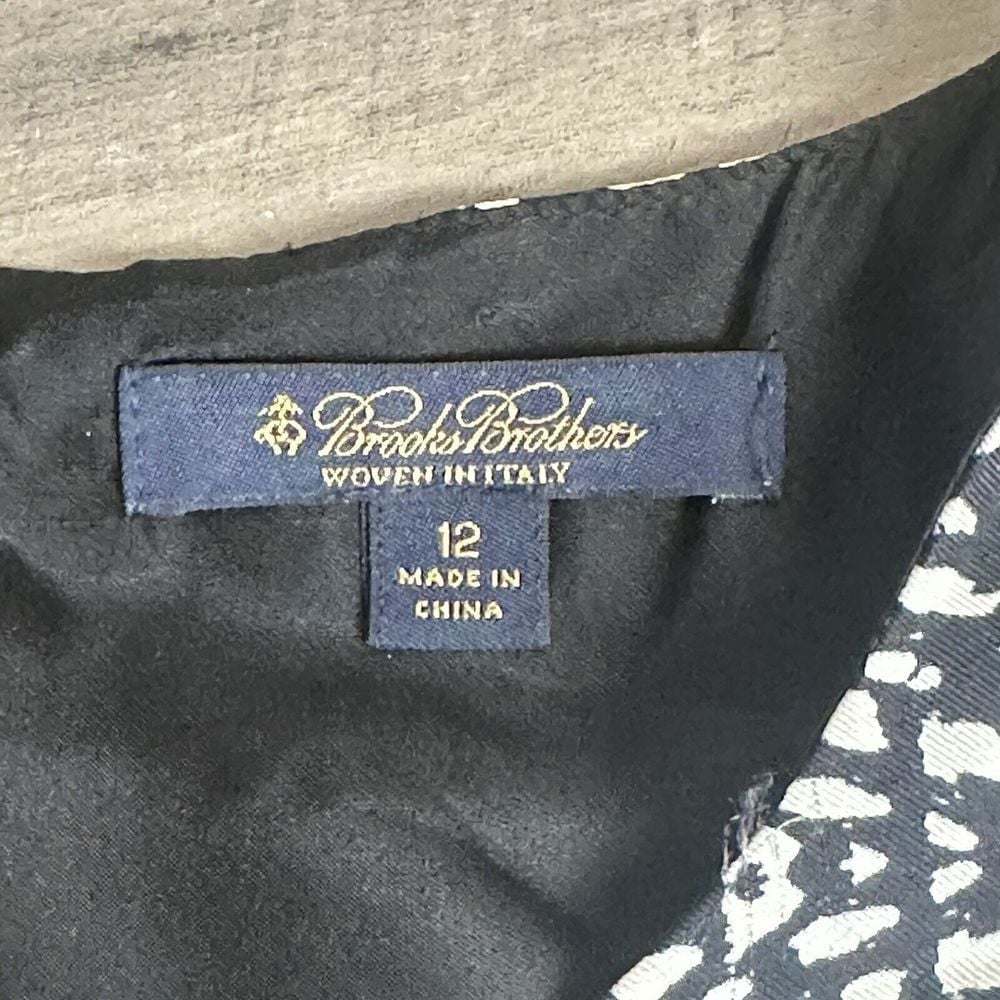 Brooks Brothers
WOVEN IN ITALY
12
MADE IN
CHINA